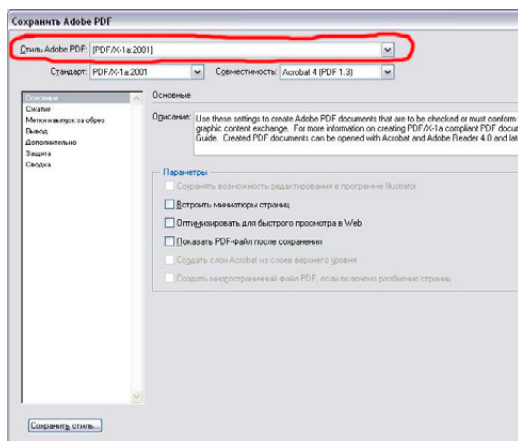 Сохранить Adobe PDF
Стиль Adobe PDF: [PDF/X-1a:2001]
Стандарт: PDF/X-1a:2001 Совместимость: Acrobat 4 (PDF 1.3)
Основные
Сжатие
Метки и выпуск за обрез
Вывод
Дополнительно
Защита
Сводка
Основные
Описание: Use these settings to create Adobe PDF documents that are to be checked or must conform
graphic content exchange. For more information on creating PDF/X-1a compliant PDF docu
Guide. Created PDF documents can be opened with Acrobat and Adobe Reader 4.0 and lat
Параметры
Сохранять возможность редактирования в программе Illustrator
Встроить миниатюры страниц
Оптимизировать для быстрого просмотра в Web
Показать PDF-файл после сохранения
Создать слои Acrobat из слоев верхнего уровня
Создать многостраничный файл PDF, если включено разбиение страниц
Сохранить стиль...